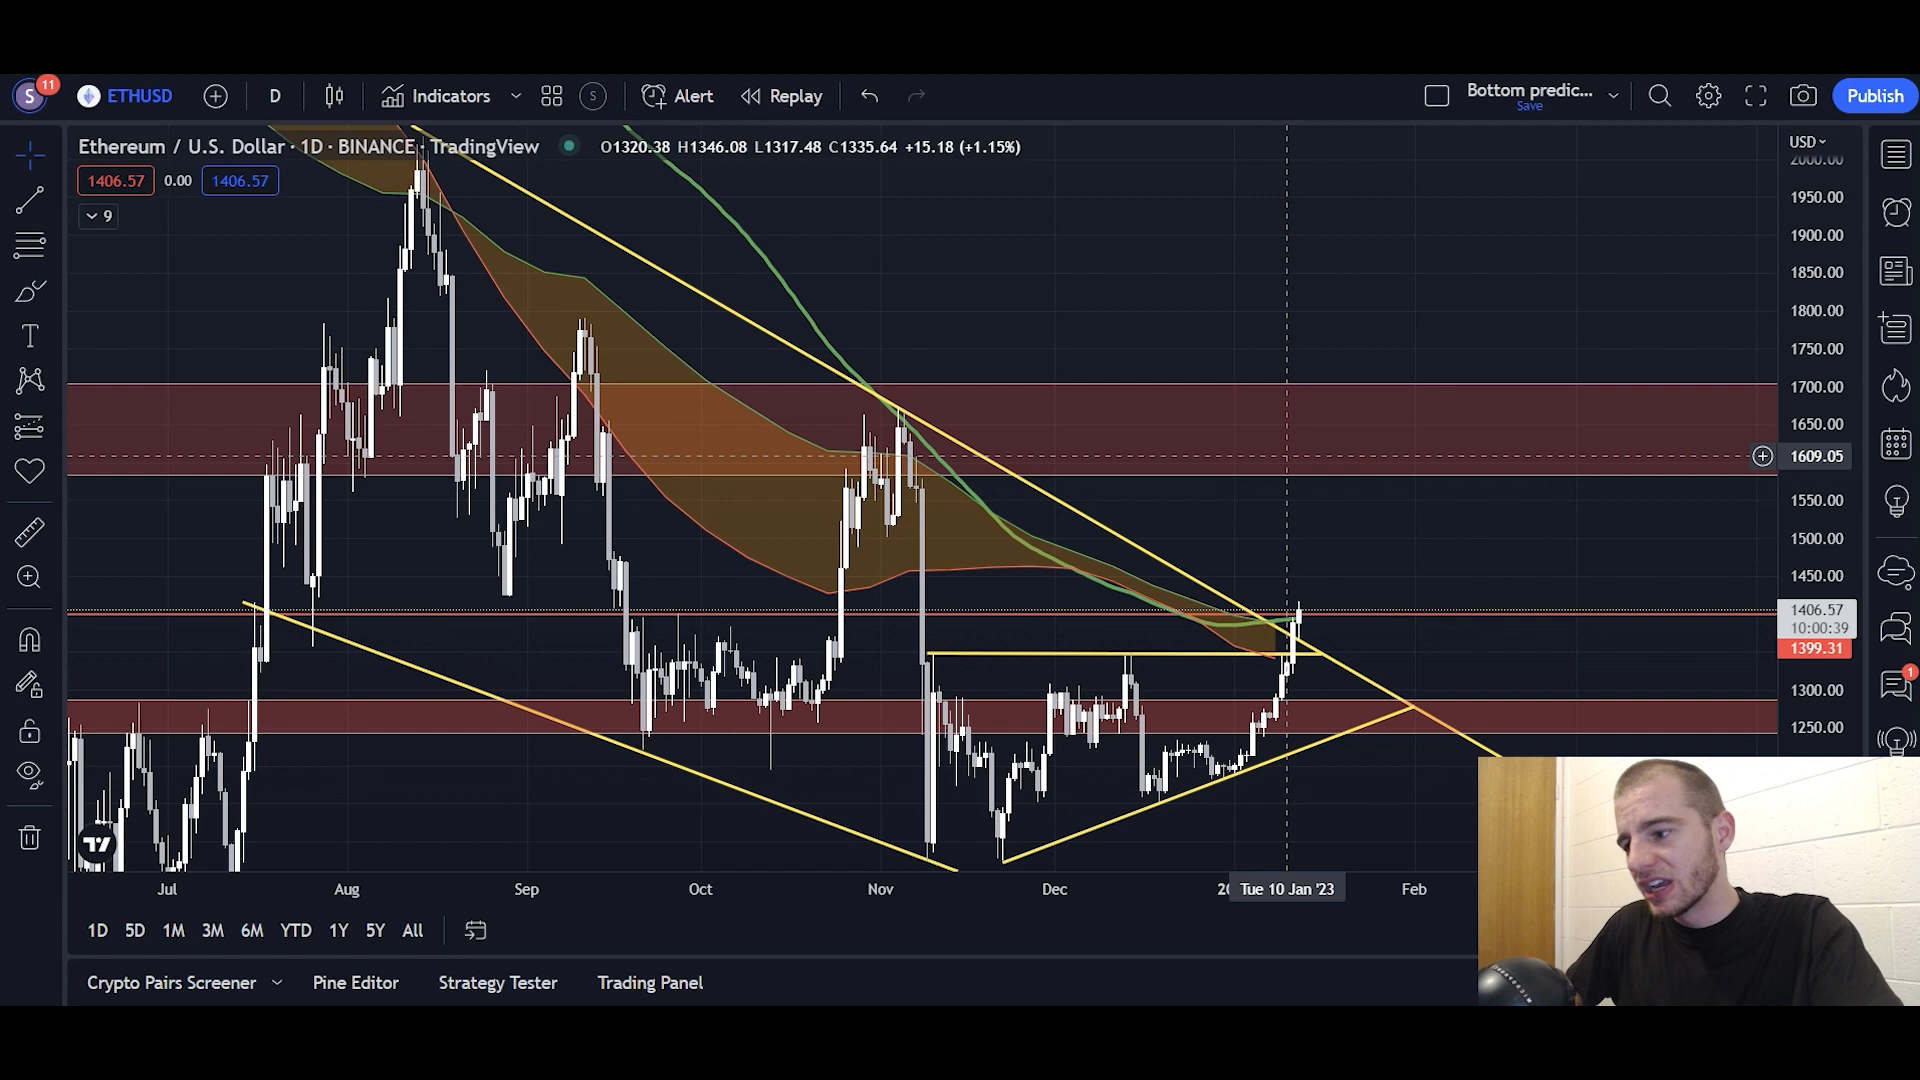 S 11 ETHUSD D Indicators S Alert Replay Bottom predic... Save Publish
Ethereum / U.S. Dollar · 1D · BINANCE · TradingView O1320.38 H1346.08 L1317.48 C1335.64 +15.18 (+1.15%)
1406.57 0.00 1406.57
9
USD
2000.00
1950.00
1900.00
1850.00
1800.00
1750.00
1700.00
1650.00
1609.05
1550.00
1500.00
1450.00
1406.57
10:00:39
1399.31
1300.00
1250.00
1
Jul Aug Sep Oct Nov Dec 20 Tue 10 Jan '23 Feb
1D 5D 1M 3M 6M YTD 1Y 5Y All
Crypto Pairs Screener Pine Editor Strategy Tester Trading Panel